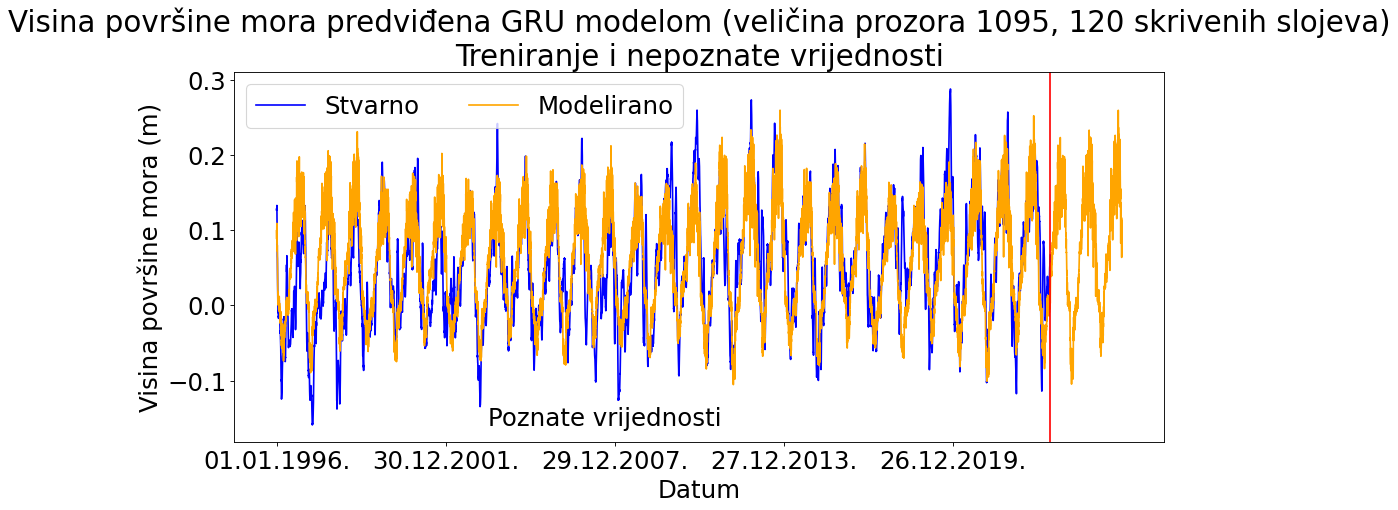 Visina površine mora predviđena GRU modelom (veličina prozora 1095, 120 skrivenih slojeva)
Treniranje i nepoznate vrijednosti
Stvarno
Modelirano
Visina površine mora (m)
0.3
0.2
0.1
0.0
−0.1
Poznate vrijednosti
01.01.1996.
30.12.2001.
29.12.2007.
27.12.2013.
26.12.2019.
Datum